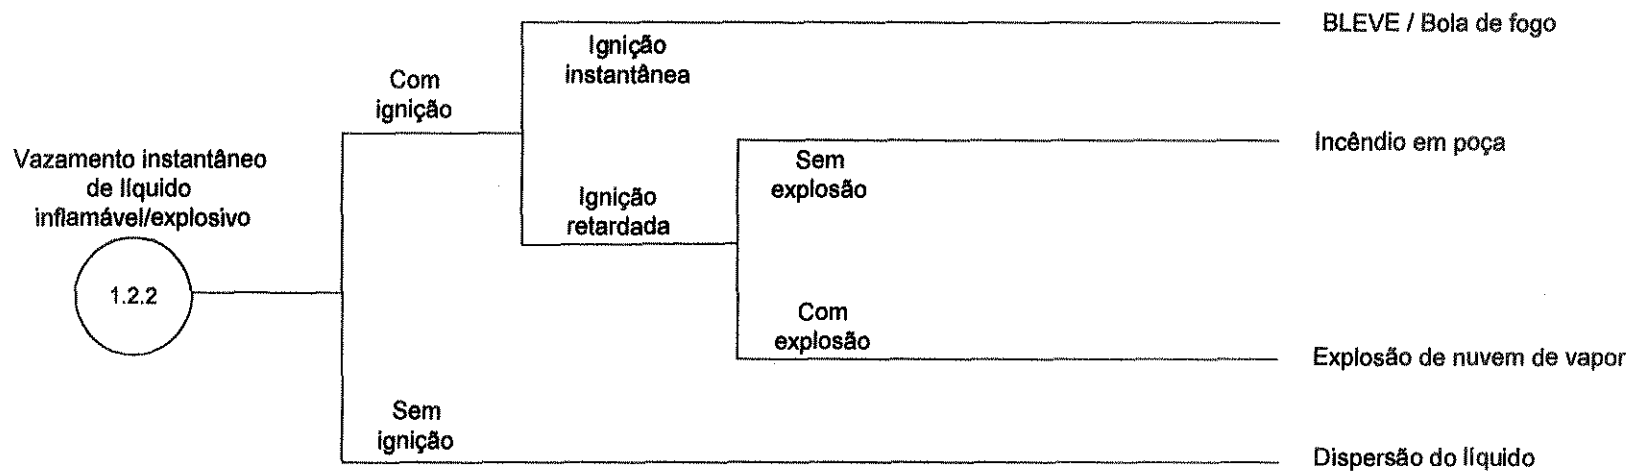 BLEVE / Bola de fogo
Ignição
instantânea
Com
ignição
Incêndio em poça
Sem
explosão
Vazamento instantâneo
de líquido
inflamável/explosivo
Ignição
retardada
1.2.2
Com
explosão
Explosão de nuvem de vapor
Sem
ignição
Dispersão do líquido